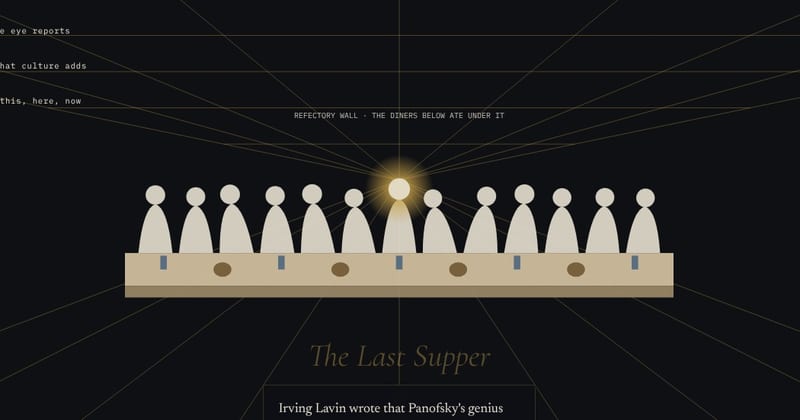 e eye reports
hat culture adds
this, here, now
REFECTORY WALL · THE DINERS BELOW ATE UNDER IT
The Last Supper
Irving Lavin wrote that Panofsky's genius